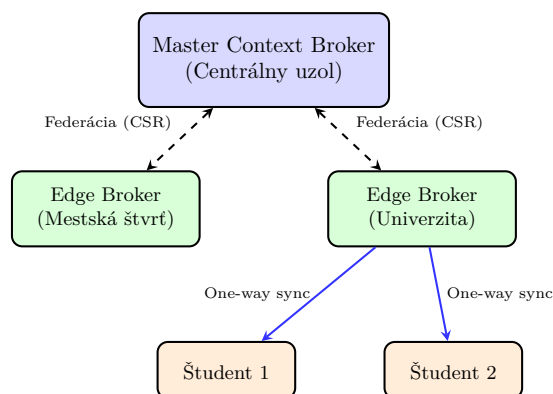 Master Context Broker
(Centrálny uzol)
Federácia (CSR)
Federácia (CSR)
Edge Broker
(Mestská štvrť)
Edge Broker
(Univerzita)
One-way sync
One-way sync
Študent 1
Študent 2